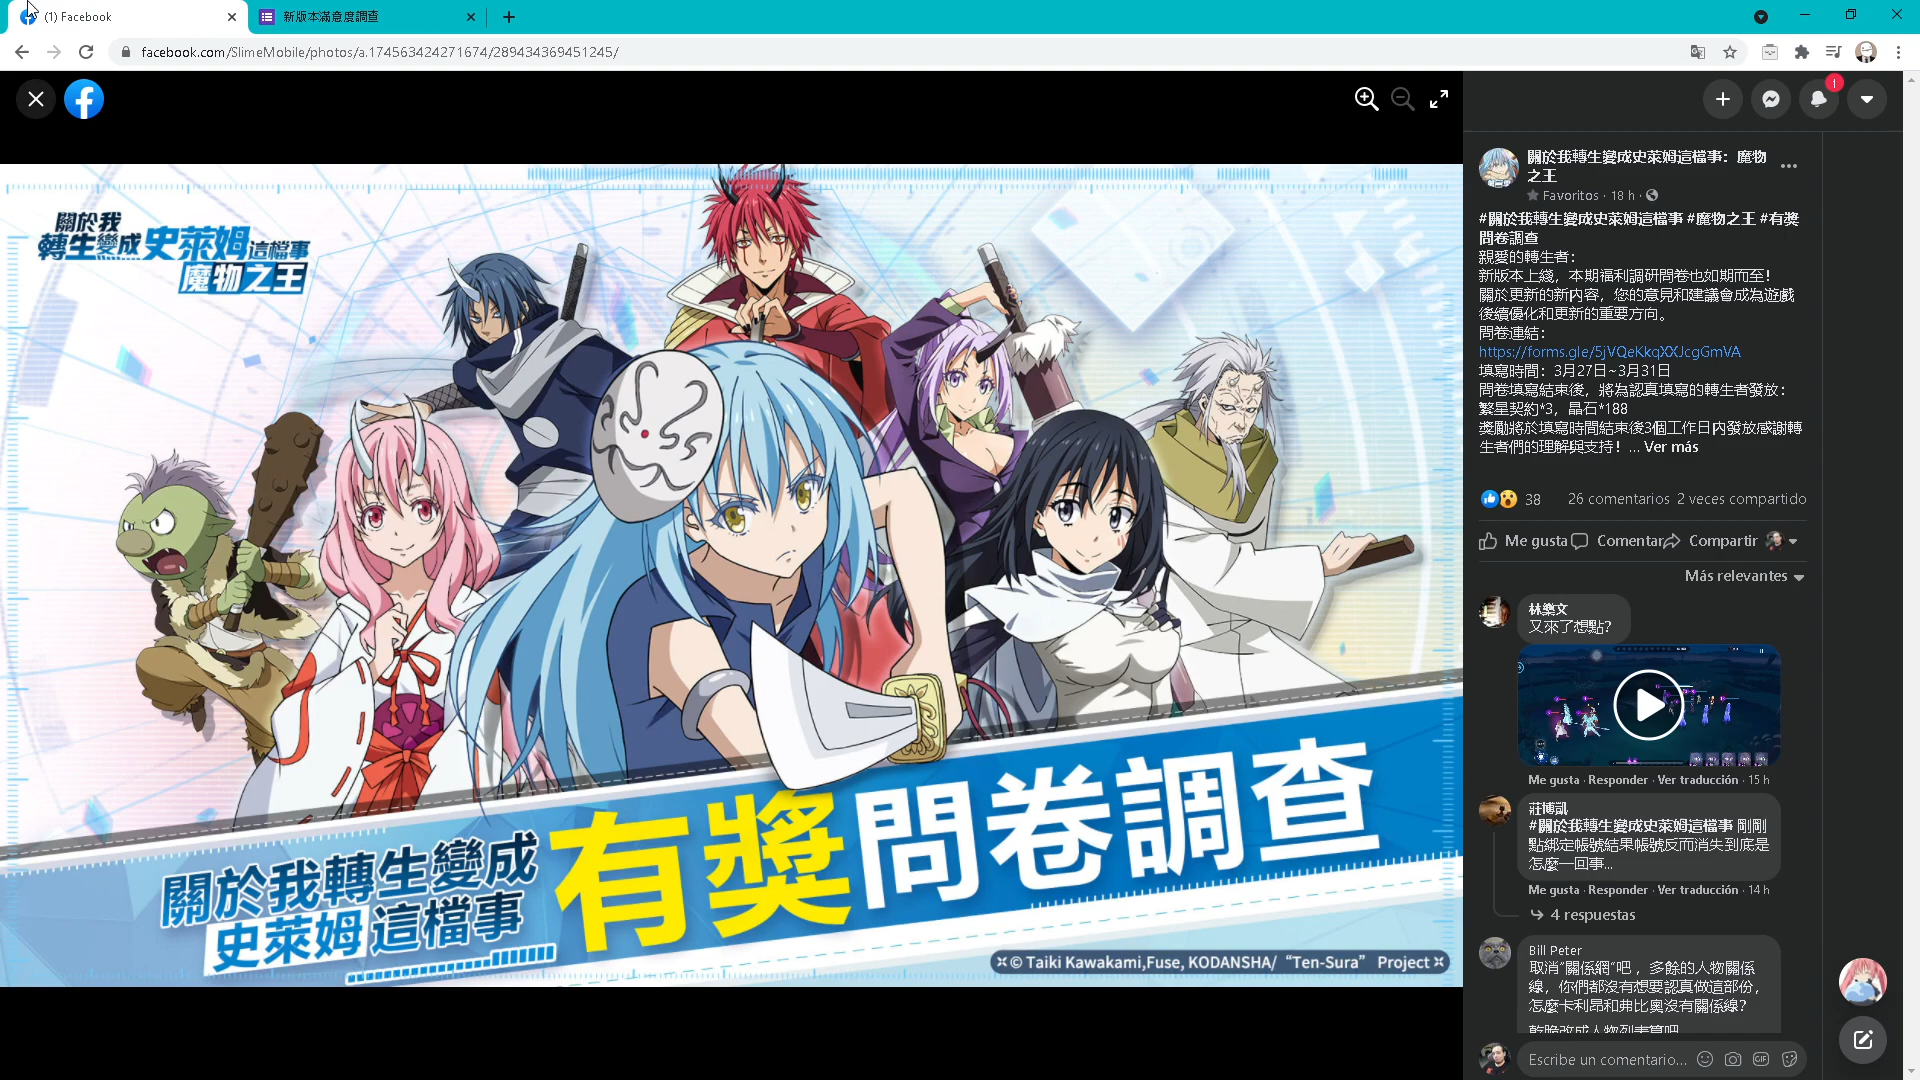 (1) Facebook
新版本滿意度調查
facebook.com/SlimeMobile/photos/a.174563424271674/289434369451245/
1
關於我
轉生變成史萊姆這檔事
魔物之王
關於我轉生變成
史萊姆這檔事
有獎問卷調查
© Taiki Kawakami,Fuse, KODANSHA/ “Ten-Sura” Project
關於我轉生變成史萊姆這檔事：魔物
之王
Favoritos · 18 h ·
#關於我轉生變成史萊姆這檔事 #魔物之王 #有獎
問卷調查
親愛的轉生者：
新版本上綫，本期福利調研問卷也如期而至！
關於更新的新内容，您的意見和建議會成為遊戲
後續優化和更新的重要方向。
問卷連結：
https://forms.gle/5jVQeKkqXXJcgGmVA
填寫時間：3月27日~3月31日
問卷填寫結束後，將為認真填寫的轉生者發放：
繁星契約*3，晶石*188
獎勵將於填寫時間結束後3個工作日内發放感謝轉
生者們的理解與支持！... Ver más
38
26 comentarios 2 veces compartido
Me gusta Comentar Compartir
Más relevantes
林樂文
又來了想點?
Me gusta · Responder · Ver traducción · 15 h
莊博凱
#關於我轉生變成史萊姆這檔事 剛剛
點綁定帳號結果帳號反而消失到底是
怎麼一回事...
Me gusta · Responder · Ver traducción · 14 h
4 respuestas
Bill Peter
取消“關係網”吧，多餘的人物關係
線，你們都沒有想要認真做這部份，
怎麼卡利昂和弗比奧沒有關係線?
乾脆改成人物列表算吧
Escribe un comentario...
GIF